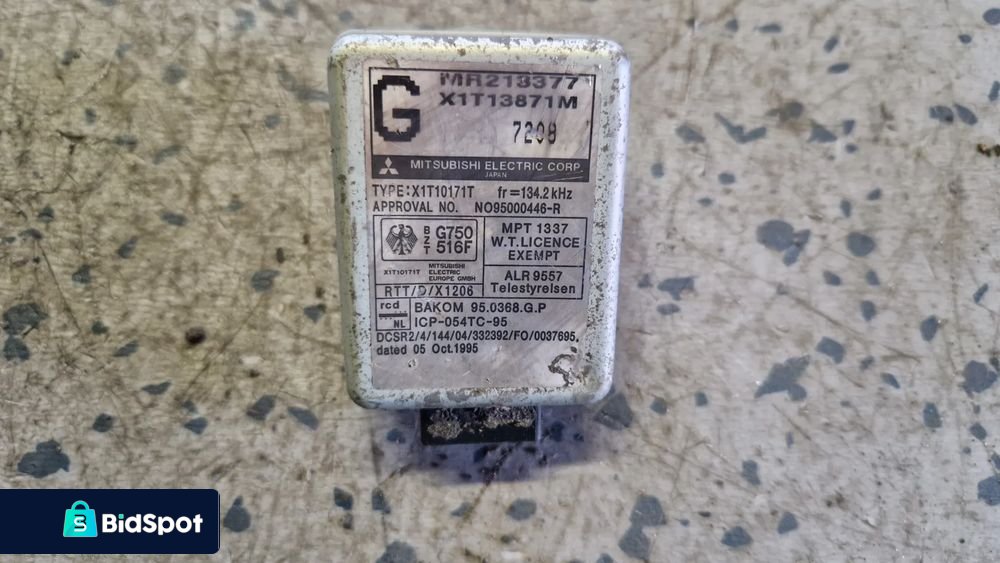 G
MR213377
X1T13871M
7208
MITSUBISHI ELECTRIC CORP.
JAPAN
TYPE:X1T10171T fr=134.2kHz
APPROVAL NO. NO95000446-R
BZT G750 516F
X1T10171T MITSUBISHI ELECTRIC EUROPE GMBH
MPT 1337
W.T.LICENCE
EXEMPT
RTT/D/X1206
ALR 9557
Telestyrelsen
rcd
NL
BAKOM 95.0368.G.P
ICP-054TC-95
DCSR2/4/144/04/332392/FO/0037695.
dated 05 Oct.1995
BidSpot